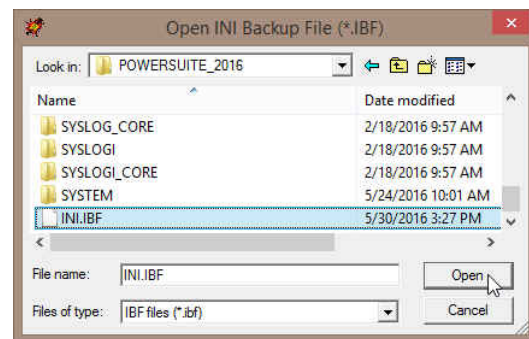 Open INI Backup File (*.IBF)
Look in: POWERSUITE_2016
Name Date modified
SYSLOG_CORE 2/18/2016 9:57 AM
SYSLOGI 2/18/2016 9:57 AM
SYSLOGI_CORE 2/18/2016 9:57 AM
SYSTEM 5/24/2016 10:01 AM
INI.IBF 5/30/2016 3:27 PM
File name: INI.IBF Open
Files of type: IBF files (*.ibf) Cancel